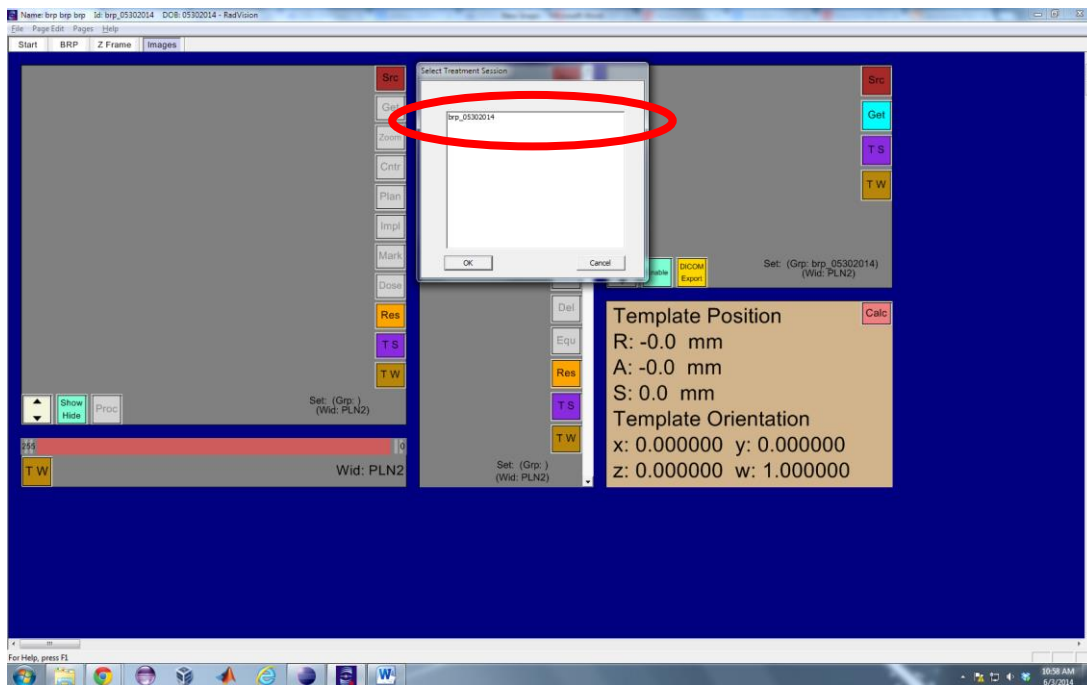 Name: brp brp brp   Id: brp_05302014   DOB: 05302014 - RadVision
File   Page Edit   Pages   Help
Start   BRP   Z Frame   Images
Src
Get
Zoom
Cntr
Plan
Impl
Mark
Dose
Res
T S
T W
Show
Hide
Proc
Set: (Grp: )
(Wid: PLN2)
255   0
T W   Wid: PLN2
Select Treatment Session
brp_05302014
OK   Cancel
Del
Equ
Res
T S
T W
Set: (Grp: )
(Wid: PLN2)
Src
Get
T S
T W
DICOM
Export
Set: (Grp: brp_05302014)
(Wid: PLN2)
Template Position   Calc
R: -0.0 mm
A: -0.0 mm
S: 0.0 mm
Template Orientation
x: 0.000000 y: 0.000000
z: 0.000000 w: 1.000000
For Help, press F1
10:58 AM
6/3/2014